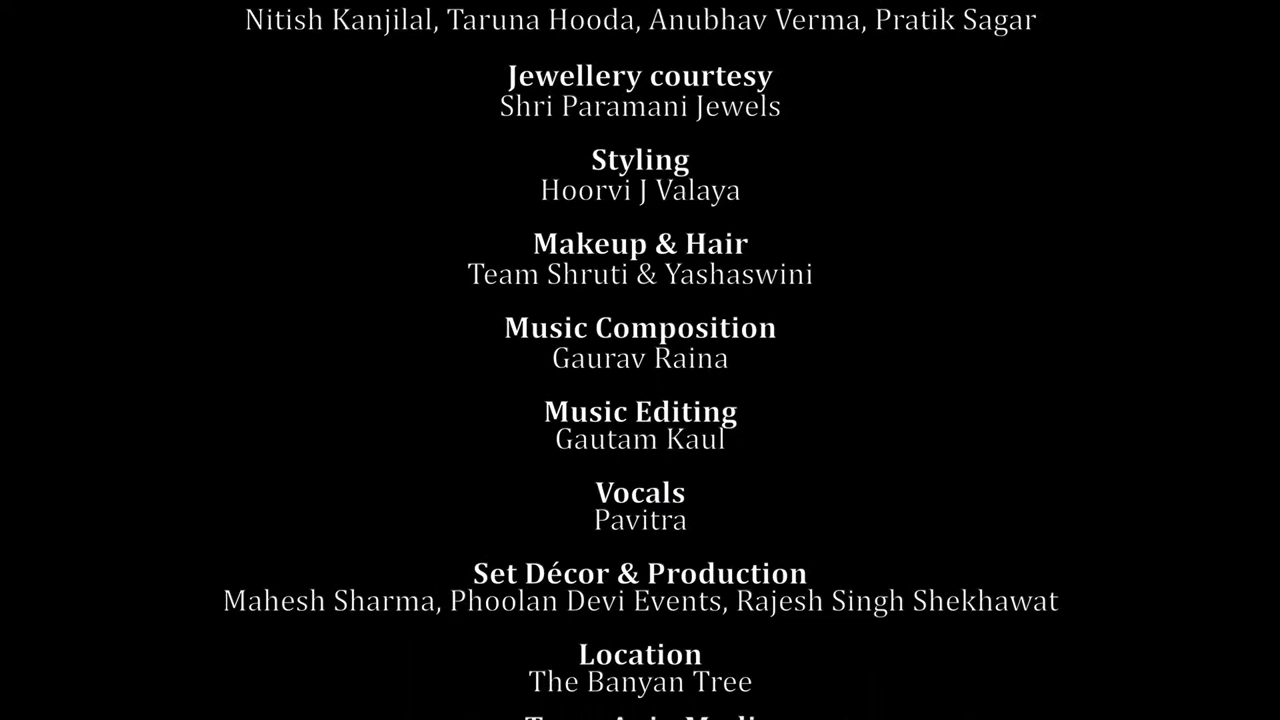 Nitish Kanjilal, Taruna Hooda, Anubhav Verma, Pratik Sagar
Jewellery courtesy
Shri Paramani Jewels
Styling
Hoorvi J Valaya
Makeup & Hair
Team Shruti & Yashaswini
Music Composition
Gaurav Raina
Music Editing
Gautam Kaul
Vocals
Pavitra
Set Décor & Production
Mahesh Sharma, Phoolan Devi Events, Rajesh Singh Shekhawat
Location
The Banyan Tree